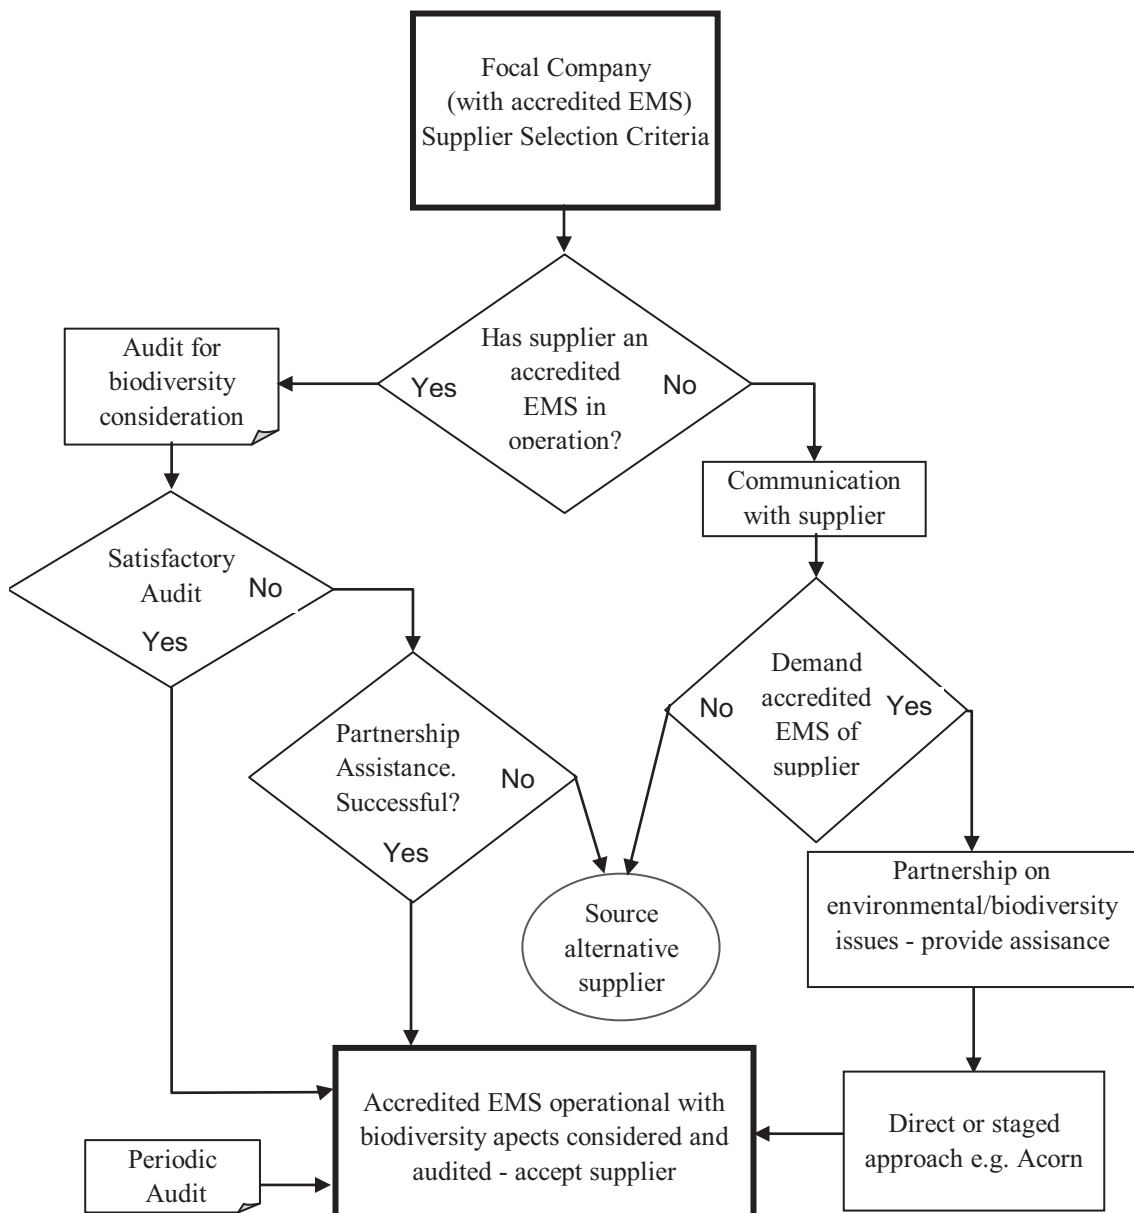 Focal Company
(with accredited EMS)
Supplier Selection Criteria
Has supplier an
accredited
EMS in
operation?
Yes
No
Audit for
biodiversity
consideration
Communication
with supplier
Satisfactory
Audit
No
Yes
Demand
accredited
EMS of
supplier
No
Yes
Partnership
Assistance.
Successful?
No
Yes
Partnership on
environmental/biodiversity
issues - provide assisance
Source
alternative
supplier
Accredited EMS operational with
biodiversity apects considered and
audited - accept supplier
Direct or staged
approach e.g. Acorn
Periodic
Audit